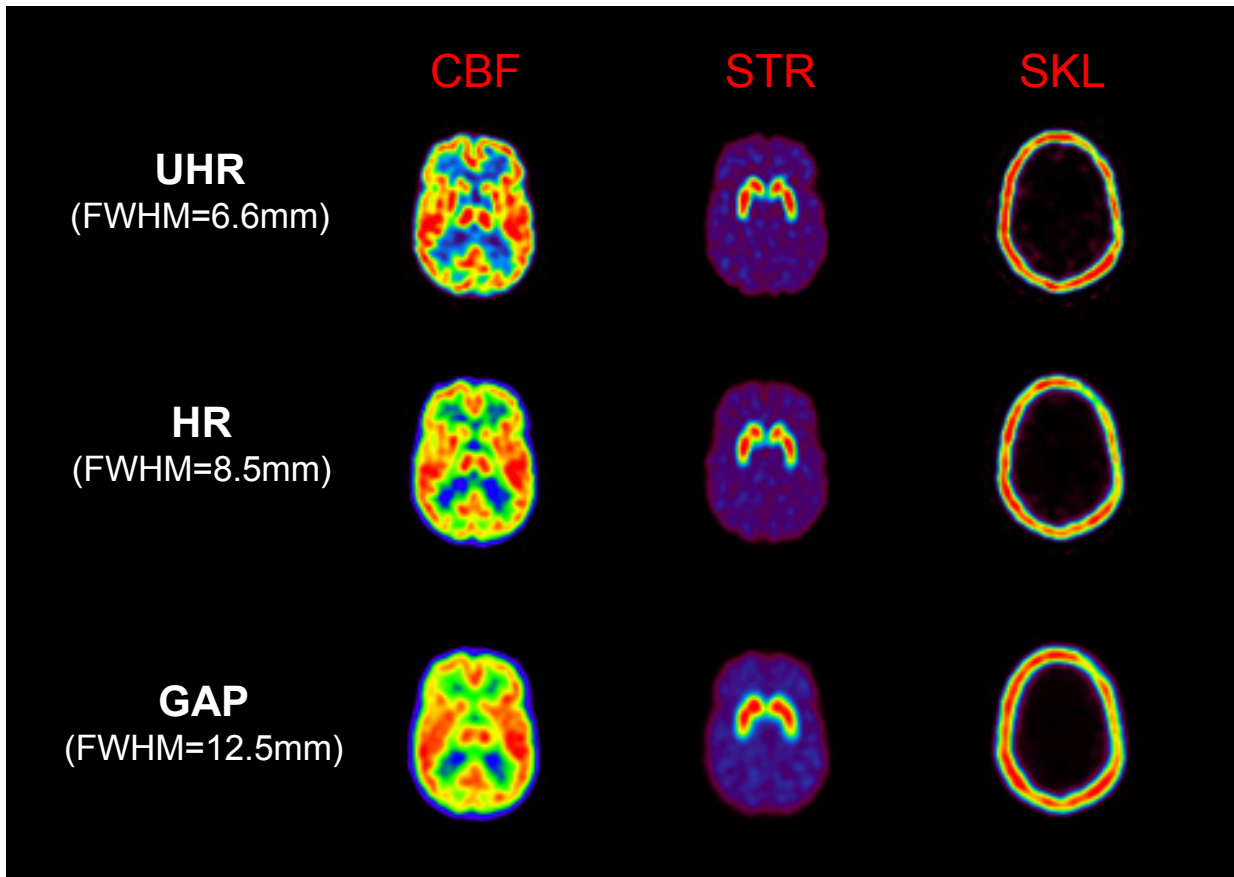 CBF STR SKL
UHR
(FWHM=6.6mm)
HR
(FWHM=8.5mm)
GAP
(FWHM=12.5mm)